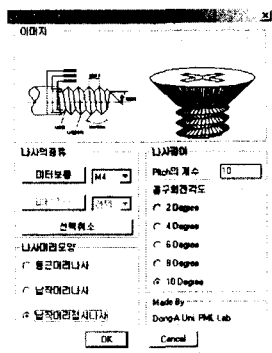 이미지
나사의종류
미터보통
M4
선택취소
나사머리모양
둥근머리나사
납작머리나사
납작머리접시나사
나사깊이
Pitch의 계수
10
공구회전각도
2 Degree
4 Degree
6 Degree
8 Degree
10 Degree
Made By
Dong-A Uni. PML Lab
OK
Cancel